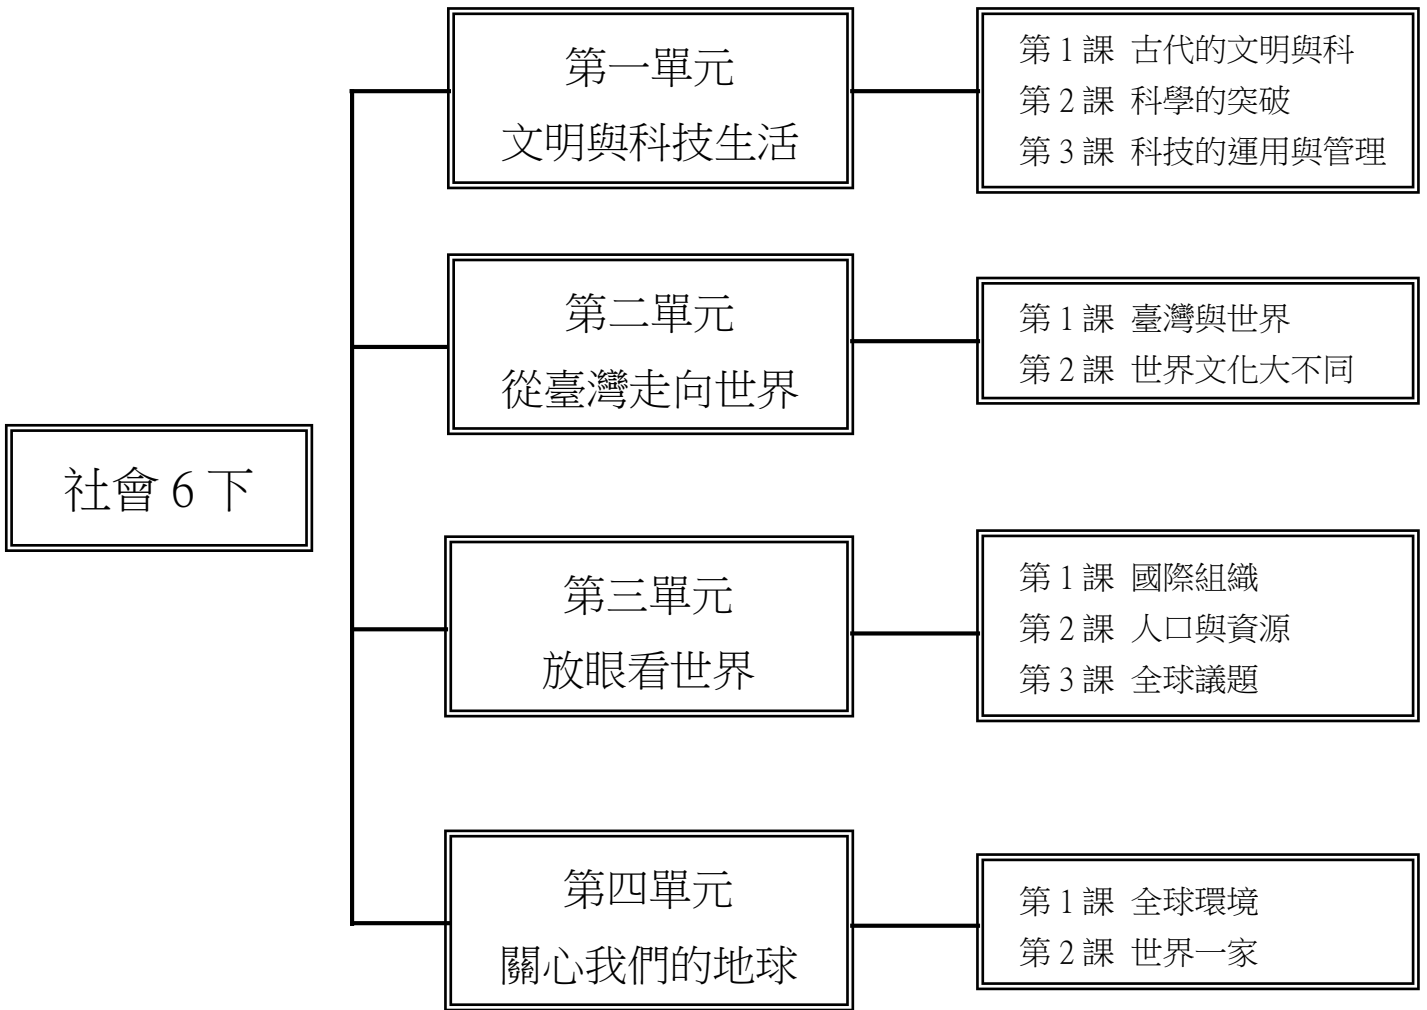 社會 6 下
第一單元
文明與科技生活
第 1 課 古代的文明與科
第 2 課 科學的突破
第 3 課 科技的運用與管理
第二單元
從臺灣走向世界
第 1 課 臺灣與世界
第 2 課 世界文化大不同
第三單元
放眼看世界
第 1 課 國際組織
第 2 課 人口與資源
第 3 課 全球議題
第四單元
關心我們的地球
第 1 課 全球環境
第 2 課 世界一家